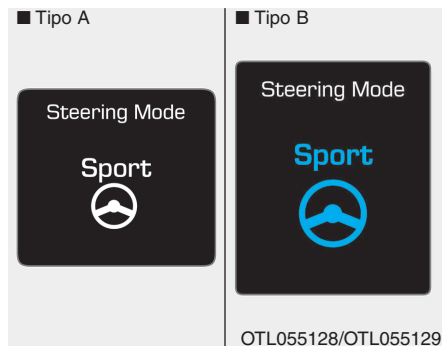 ■ Tipo A
Steering Mode
Sport
■ Tipo B
Steering Mode
Sport
OTL055128/OTL055129